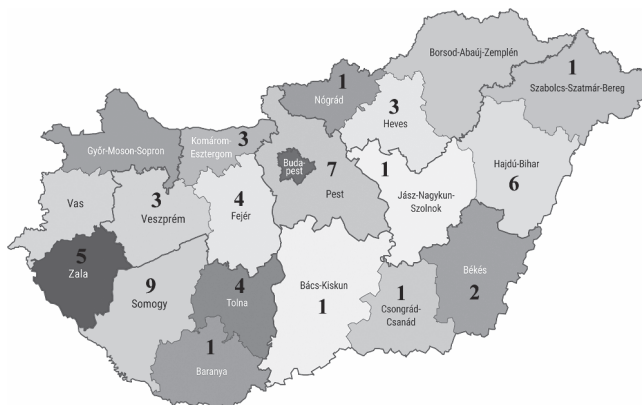 Borsod-Abaúj-Zemplén
1
Szabolcs-Szatmár-Bereg
1
Nógrád
3
Heves
Győr-Moson-Sopron
Komárom-
Esztergom
3
Buda-
pest
7
Pest
1
Jász-Nagykun-
Szolnok
Hajdú-Bihar
6
Vas
3
Veszprém
4
Fejér
5
Zala
9
Somogy
4
Tolna
Bács-Kiskun
1
1
Csongrád-
Csanád
Békés
2
1
Baranya